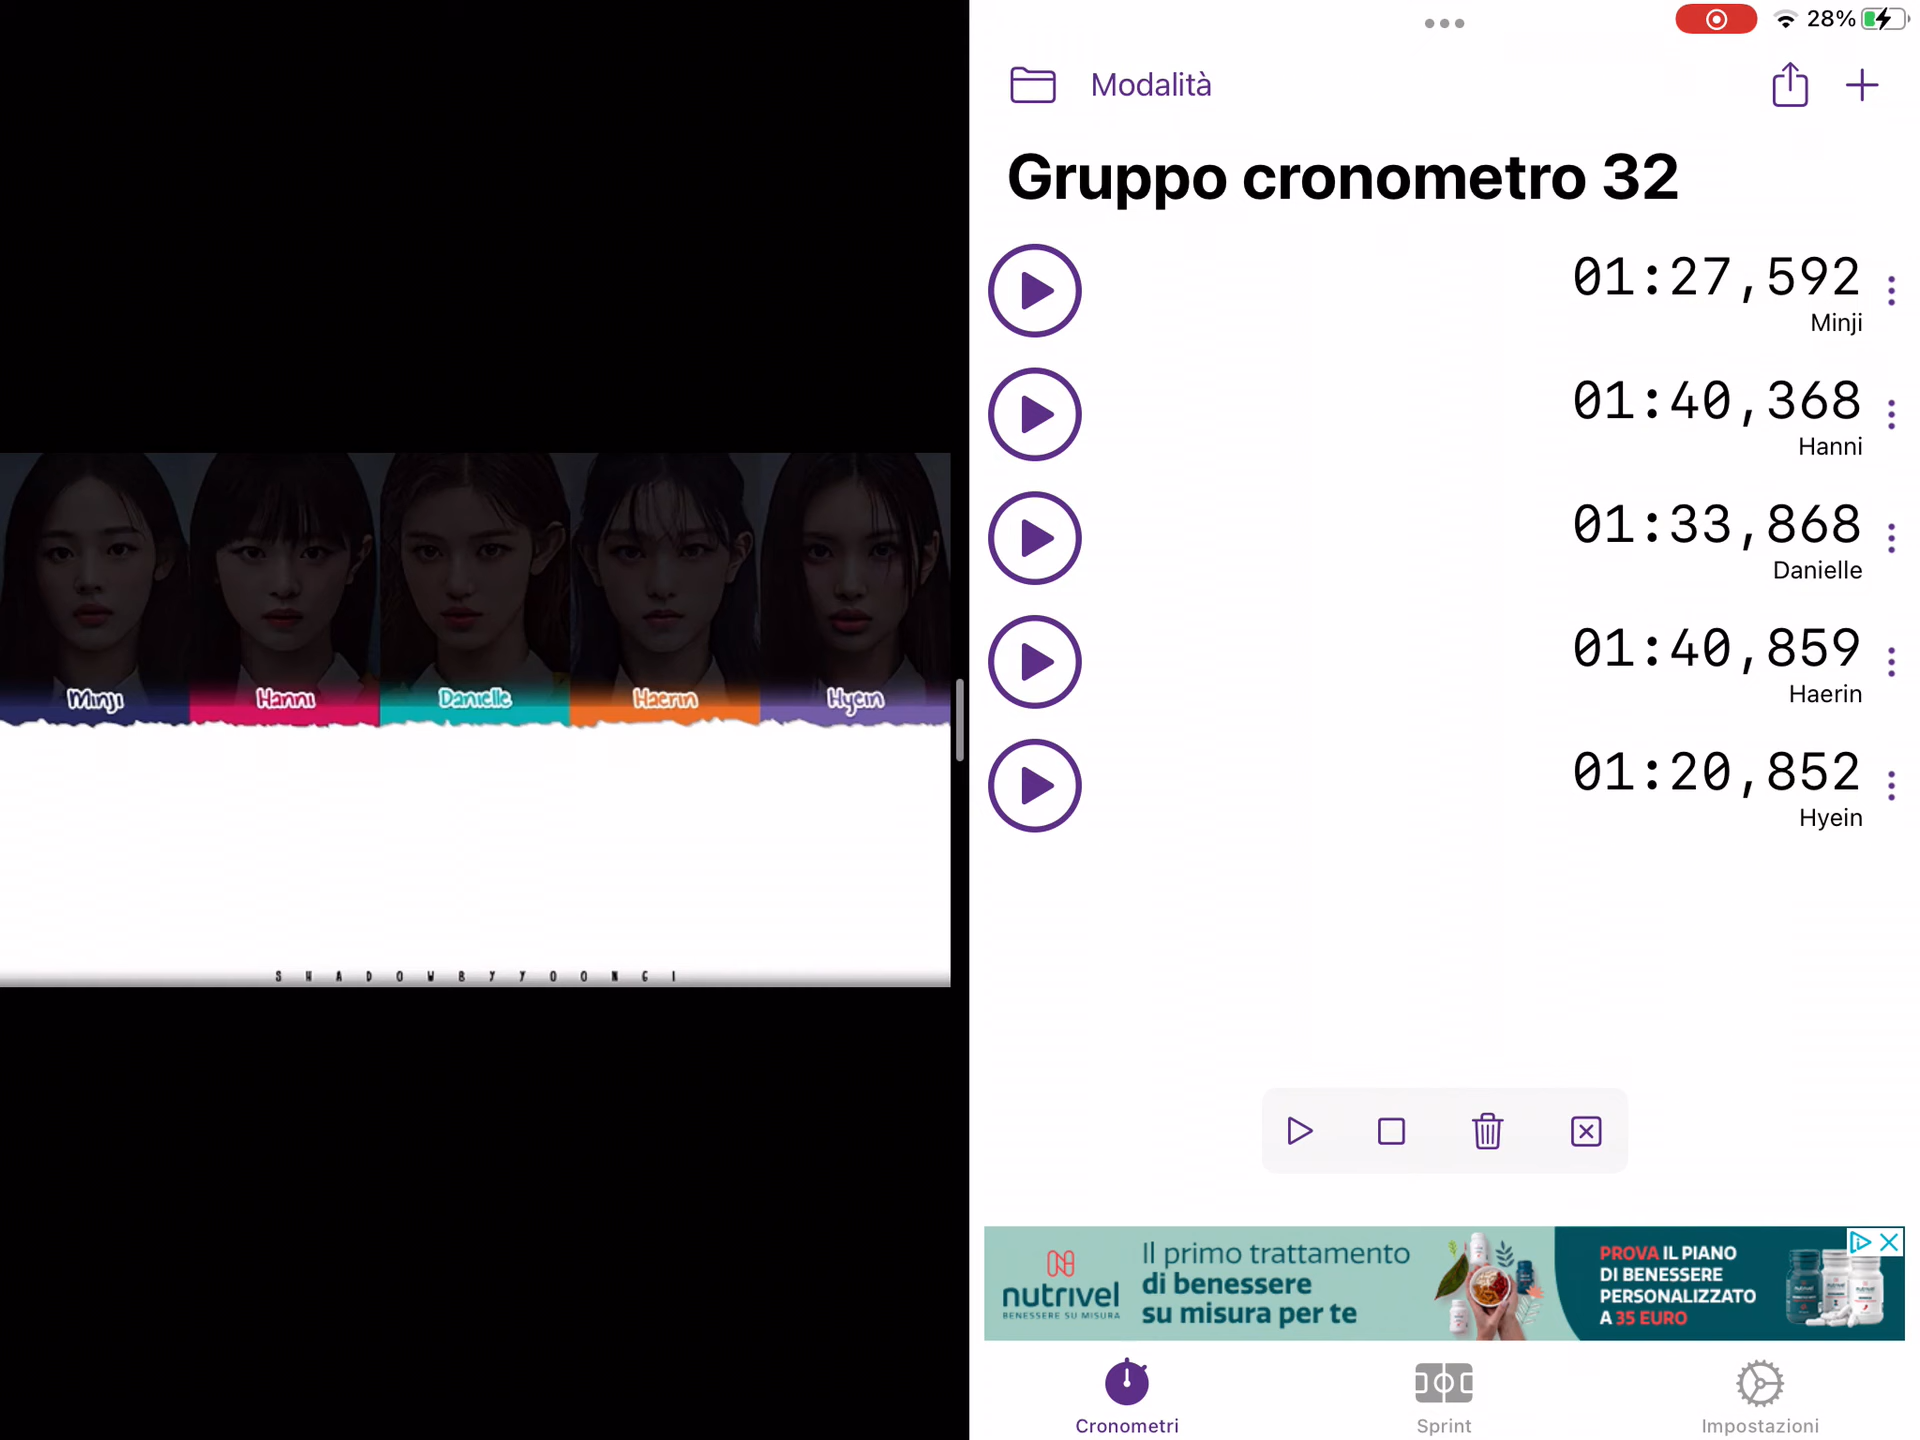 28%
Modalità
Gruppo cronometro 32
01:27,592
Minji
01:40,368
Hanni
01:33,868
Danielle
01:40,859
Haerin
01:20,852
Hyein
Minji
Hanni
Danielle
Haerin
Hyein
SHADOWBYYOONGI
nutrivel
BENESSERE SU MISURA
Il primo trattamento
di benessere
su misura per te
PROVA IL PIANO
DI BENESSERE
PERSONALIZZATO
A 35 EURO
Cronometri
Sprint
Impostazioni